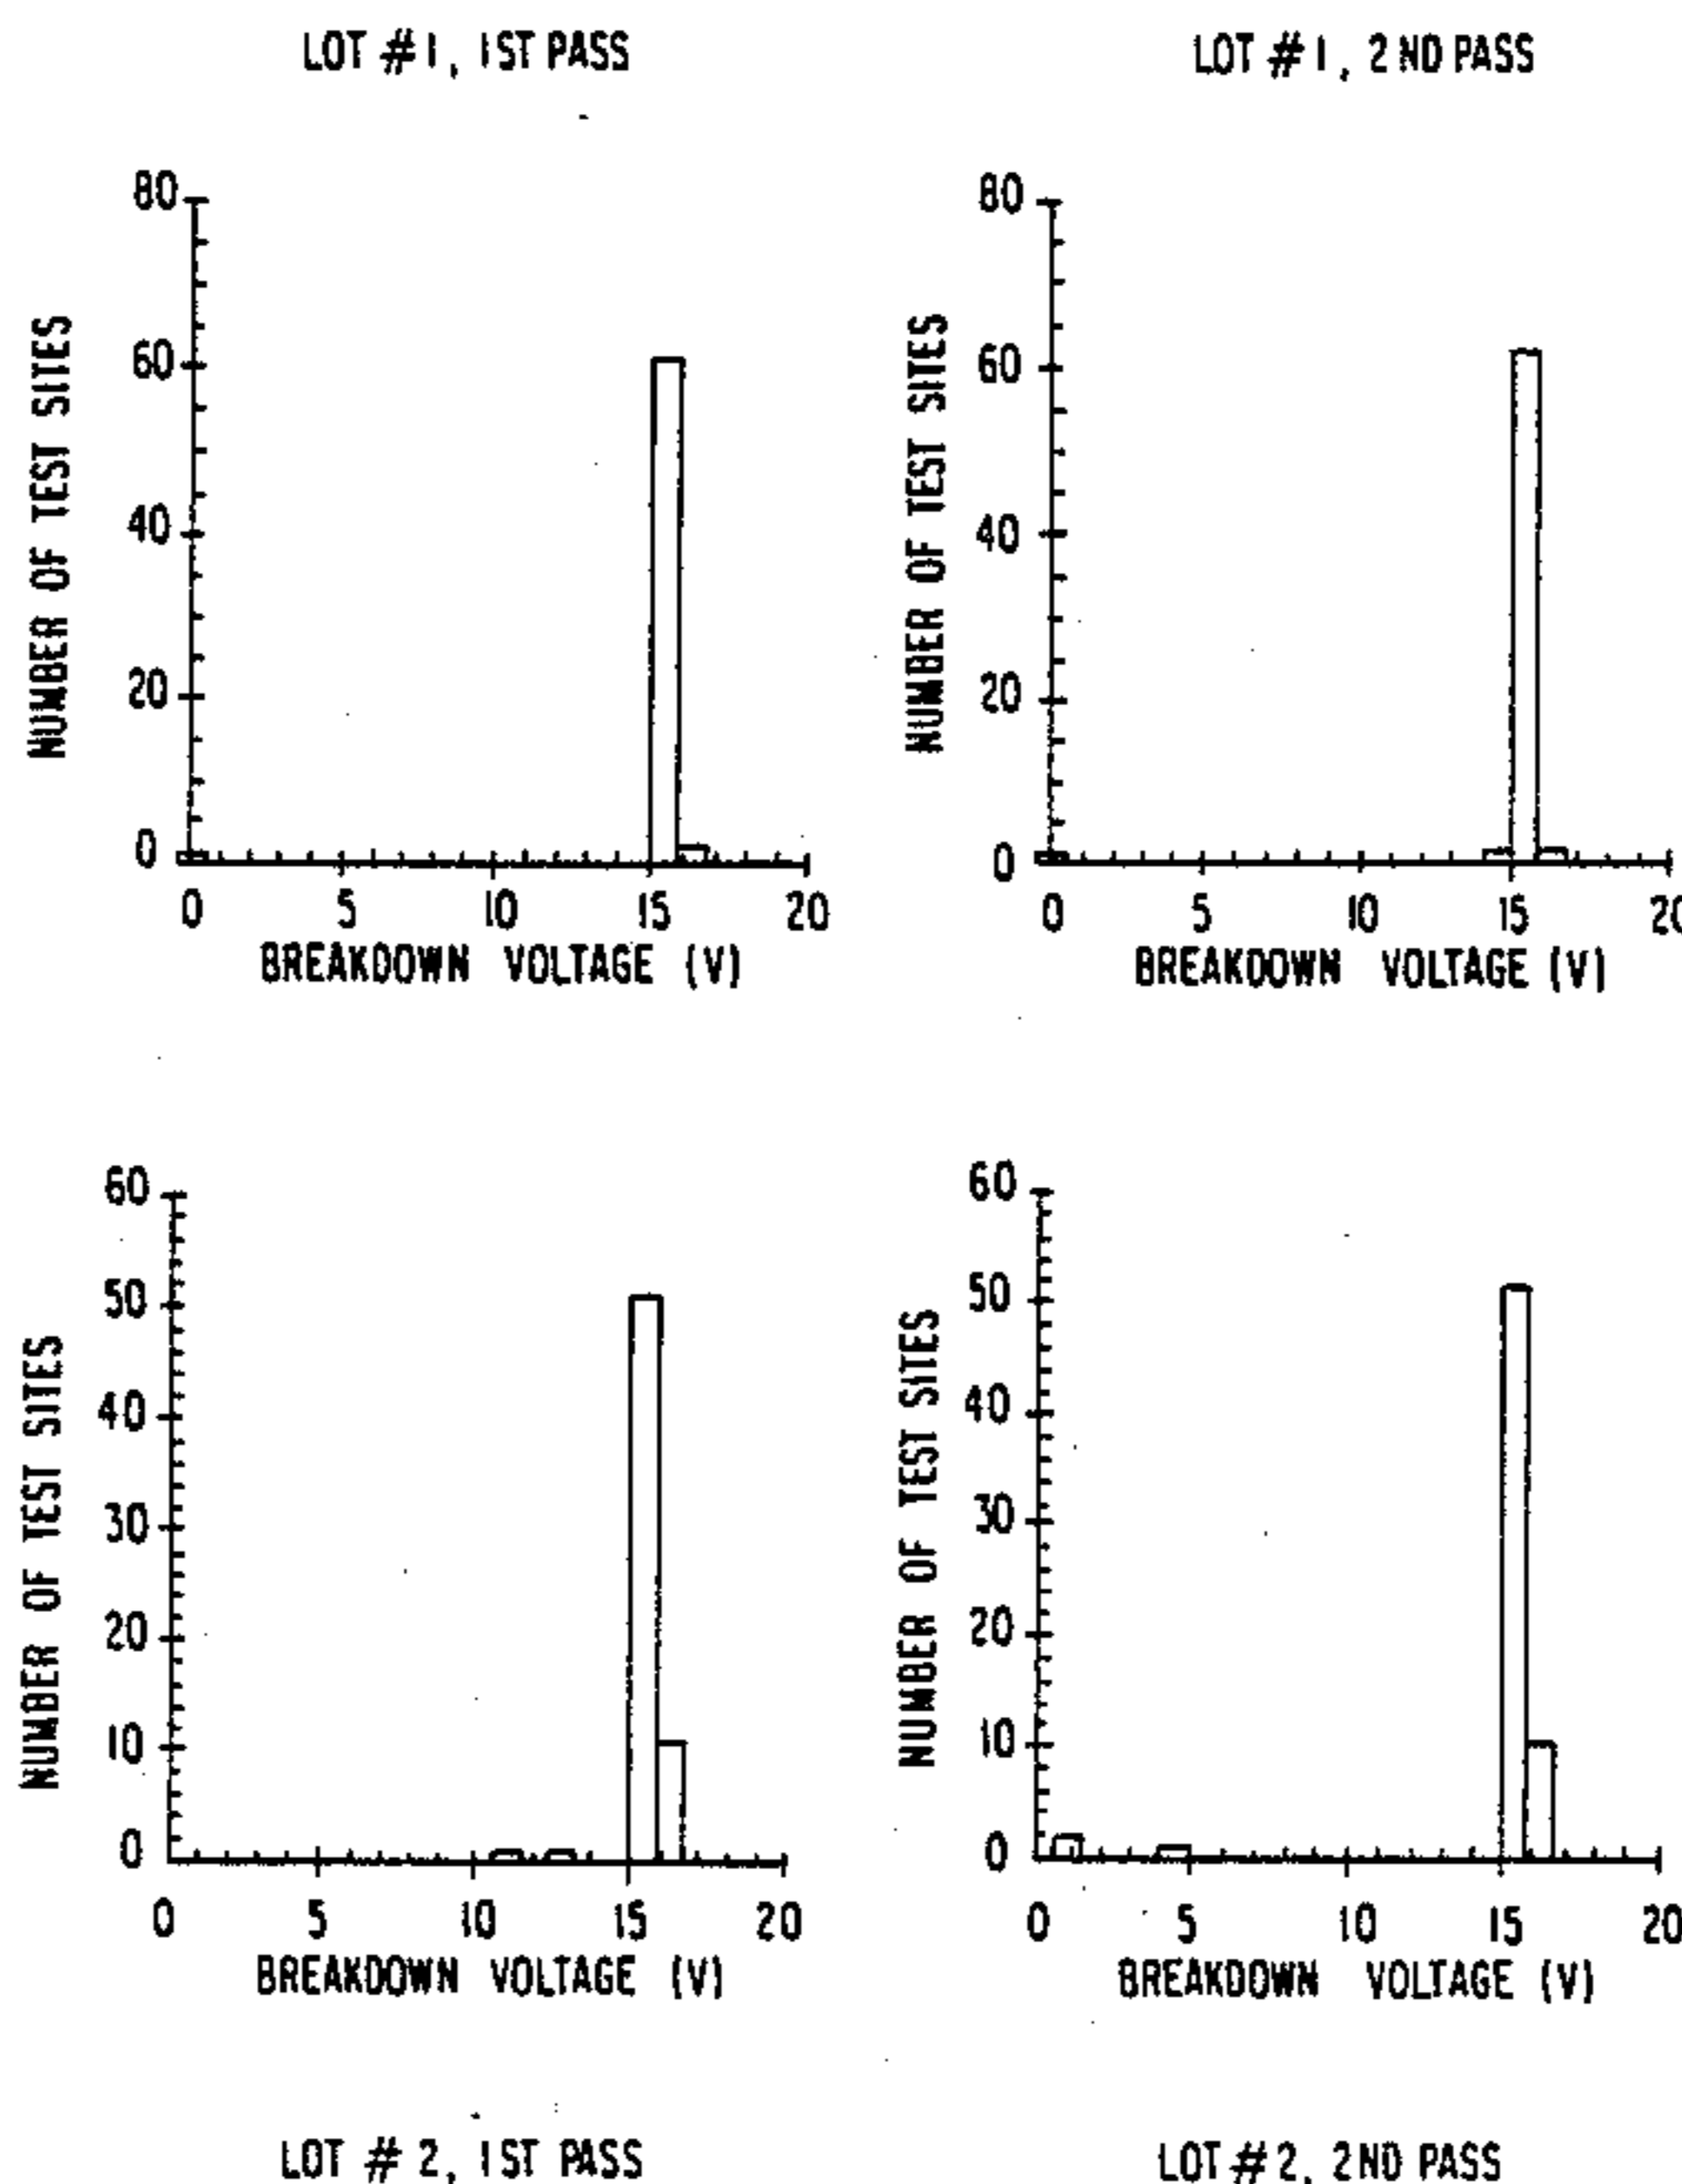 LOT #1, 1ST PASS
80
60
40
20
0
NUMBER OF TEST SITES
0 5 10 15 20
BREAKDOWN VOLTAGE (V)
LOT #1, 2ND PASS
80
60
40
20
0
NUMBER OF TEST SITES
0 5 10 15 20
BREAKDOWN VOLTAGE (V)
60
50
40
30
20
10
0
NUMBER OF TEST SITES
0 5 10 15 20
BREAKDOWN VOLTAGE (V)
LOT #2, 1ST PASS
60
50
40
30
20
10
0
NUMBER OF TEST SITES
0 5 10 15 20
BREAKDOWN VOLTAGE (V)
LOT #2, 2ND PASS